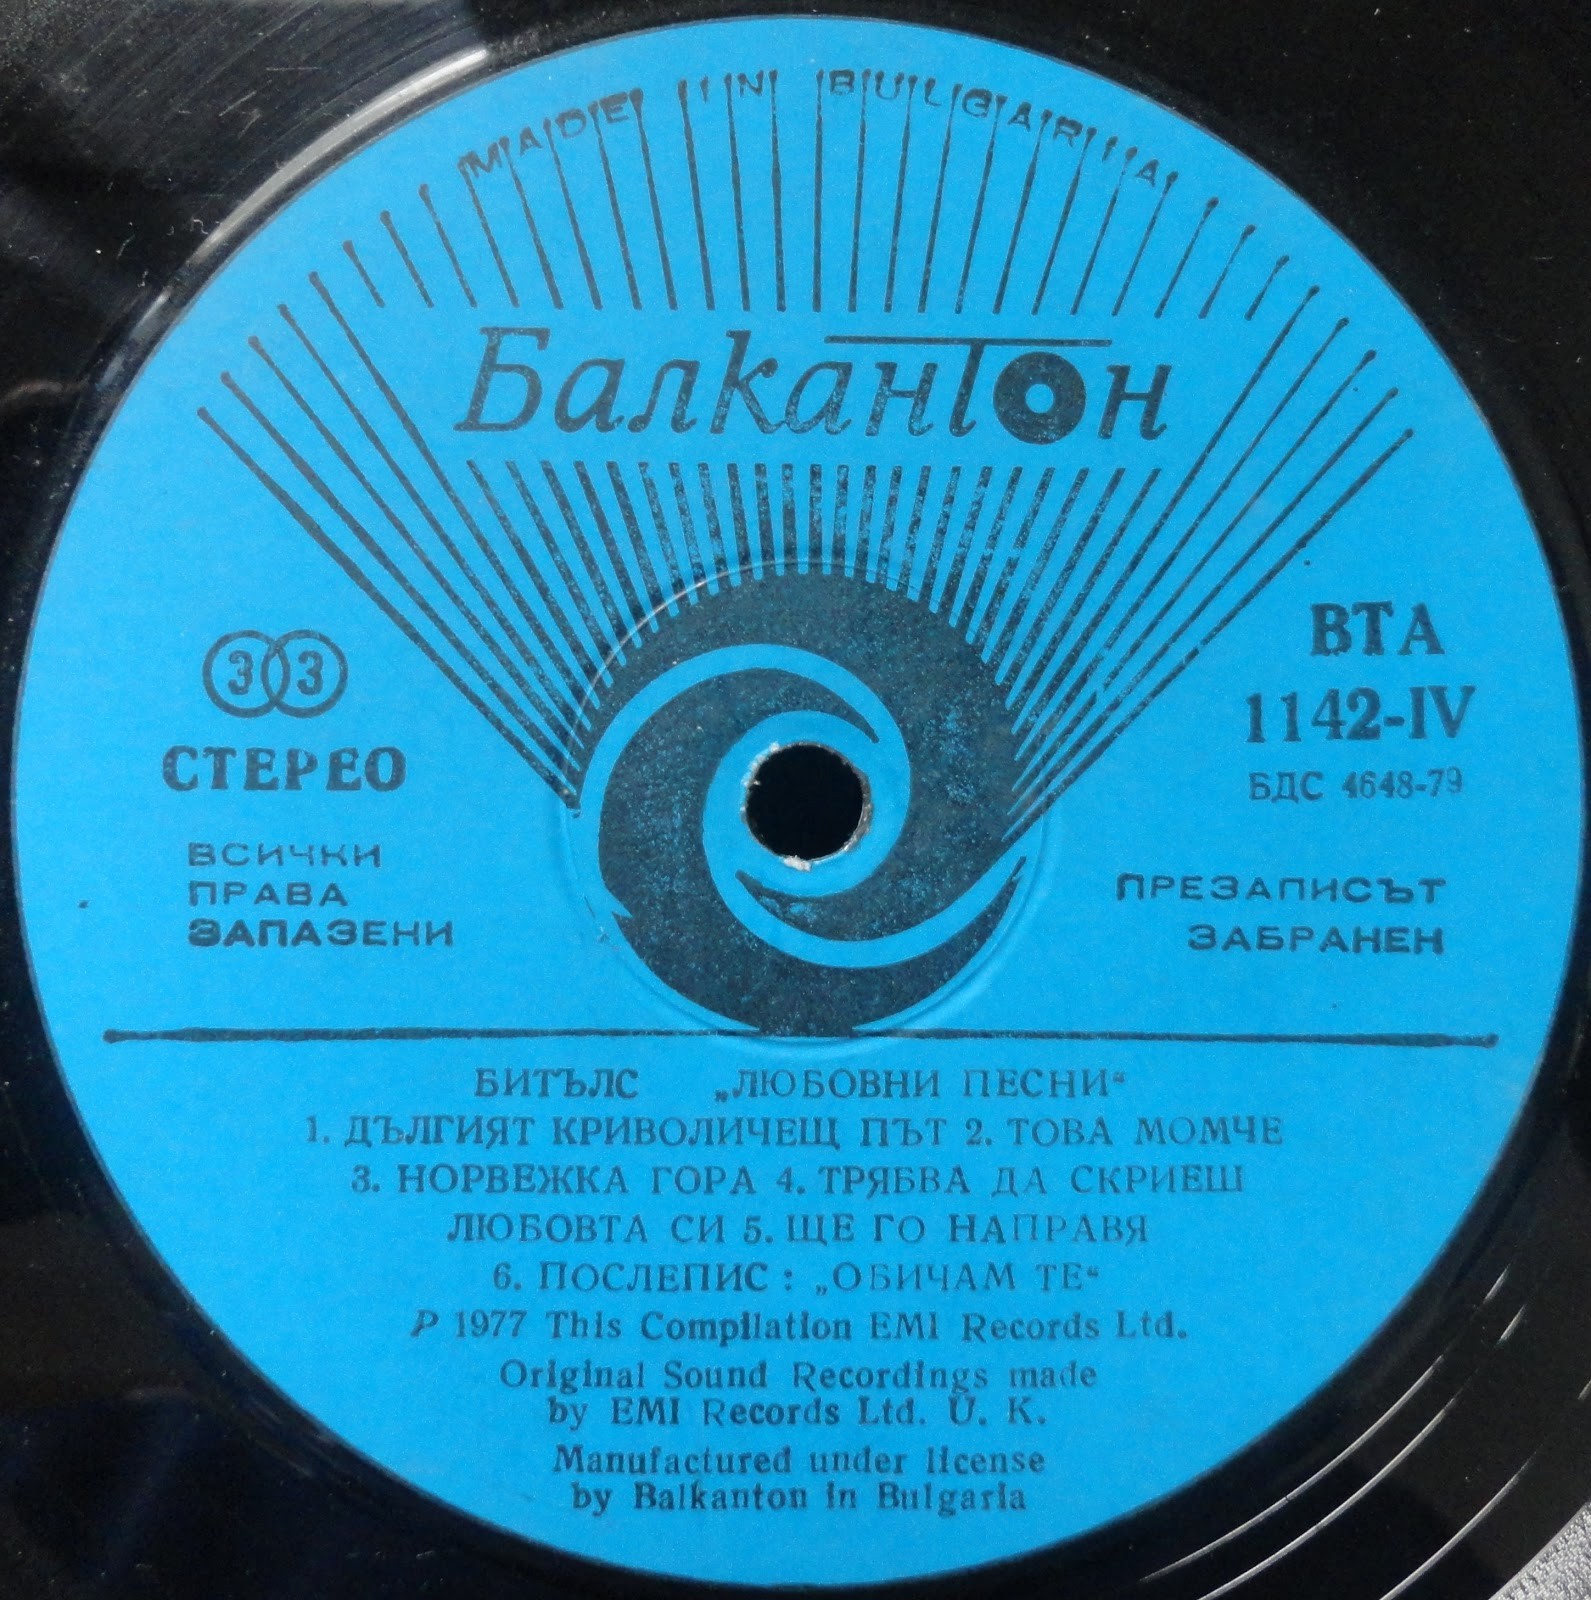 MADE IN BULGARIA
Балкантон
33
СТЕРЕО
ВСИЧКИ
ПРАВА
ЗАПАЗЕНИ
ВТА
1142-IV
БДС 4648-79
ПРЕЗАПИСЪТ
ЗАБРАНЕН
БИТЪЛС „ЛЮБОВНИ ПЕСНИ“
1. ДЪЛГИЯТ КРИВОЛИЧЕЩ ПЪТ 2. ТОВА МОМЧЕ
3. НОРВЕЖКА ГОРА 4. ТРЯБВА ДА СКРИЕШ
ЛЮБОВТА СИ 5. ЩЕ ГО НАПРАВЯ
6. ПОСЛЕПИС : „ОБИЧАМ ТЕ“
P 1977 This Compilation EMI Records Ltd.
Original Sound Recordings made
by EMI Records Ltd. U. K.
Manufactured under license
by Balkanton in Bulgaria